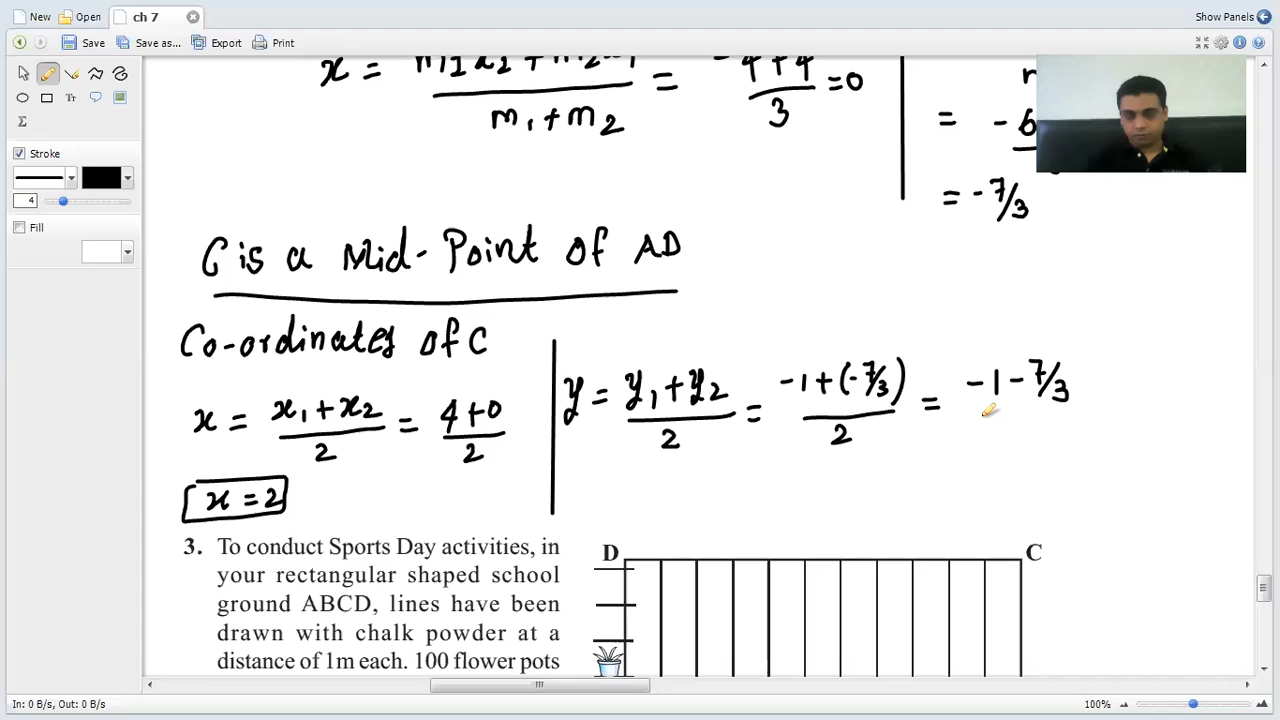 New Open ch 7 Show Panels
Save Save as... Export Print
x = m1x2 + m2x1 / m1 + m2 = -4+4 / 3 = 0
= -6
= -7/3
Stroke
4
Fill
C is a Mid-Point of AD
Co-ordinates of C
x = x1 + x2 / 2 = 4+0 / 2
x = 2
y = y1 + y2 / 2 = -1 + (-7/3) / 2 = -1 - 7/3
3. To conduct Sports Day activities, in
your rectangular shaped school
ground ABCD, lines have been
drawn with chalk powder at a
distance of 1m each. 100 flower pots
D C
In: 0 B/s, Out: 0 B/s 100%